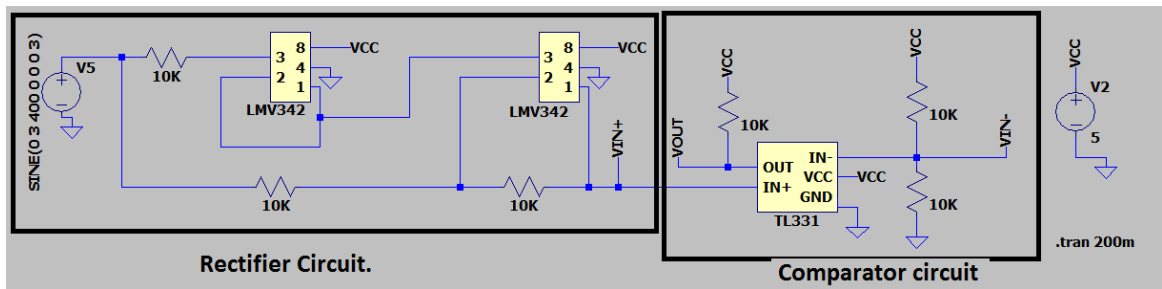 SINE(0 3 400 0 0 0 3)
V5
10K
3
2
8
4
1
VCC
LMV342
3
2
8
4
1
VCC
LMV342
10K
10K
VIN+
VOUT
VCC
10K
OUT
IN+
IN-
VCC
GND
TL331
VCC
VCC
10K
VIN-
10K
VCC
V2
5
.tran 200m
Rectifier Circuit.
Comparator circuit